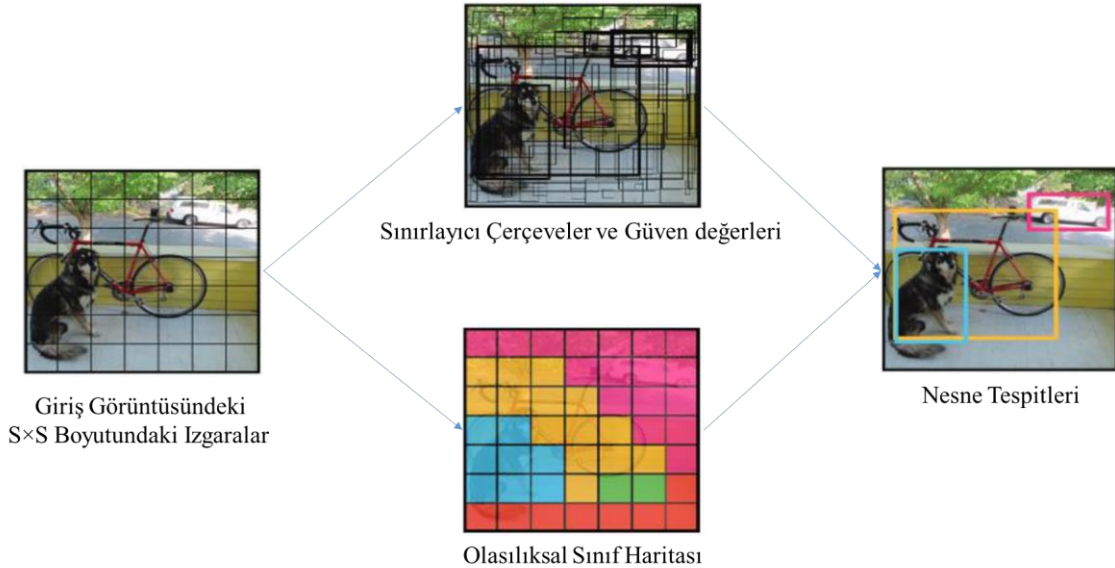 Sınırlayıcı Çerçeveler ve Güven değerleri
Giriş Görüntüsündeki
S×S Boyutundaki Izgaralar
Nesne Tespitleri
Olasılıksal Sınıf Haritası